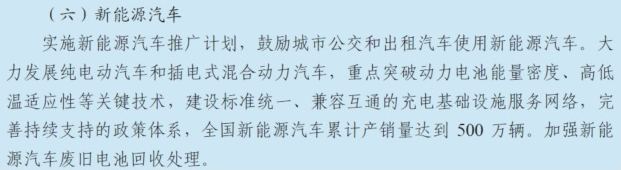 （六）新能源汽车
实施新能源汽车推广计划，鼓励城市公交和出租汽车使用新能源汽车。大
力发展纯电动汽车和插电式混合动力汽车，重点突破动力电池能量密度、高低
温适应性等关键技术，建设标准统一、兼容互通的充电基础设施服务网络，完
善持续支持的政策体系，全国新能源汽车累计产销量达到 500 万辆。加强新能
源汽车废旧电池回收处理。